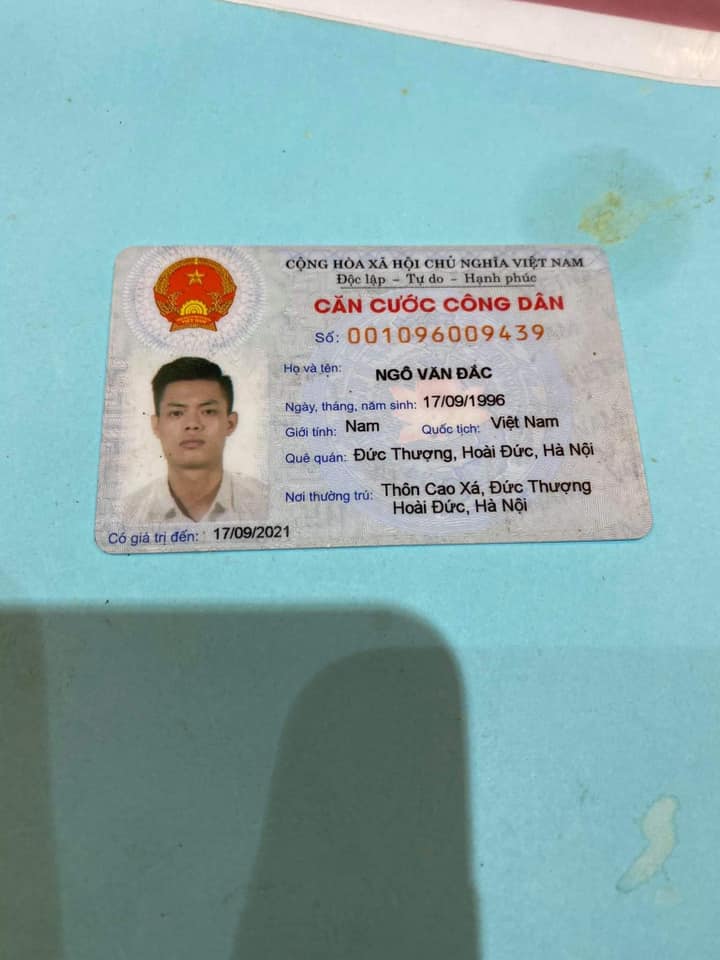 CỘNG HÒA XÃ HỘI CHỦ NGHĨA VIỆT NAM
Độc lập – Tự do – Hạnh phúc
CĂN CƯỚC CÔNG DÂN
Số: 001096009439
Họ và tên: NGÔ VĂN ĐẮC
Ngày, tháng, năm sinh: 17/09/1996
Giới tính: Nam Quốc tịch: Việt Nam
Quê quán: Đức Thượng, Hoài Đức, Hà Nội
Nơi thường trú: Thôn Cao Xá, Đức Thượng
Hoài Đức, Hà Nội
Có giá trị đến: 17/09/2021